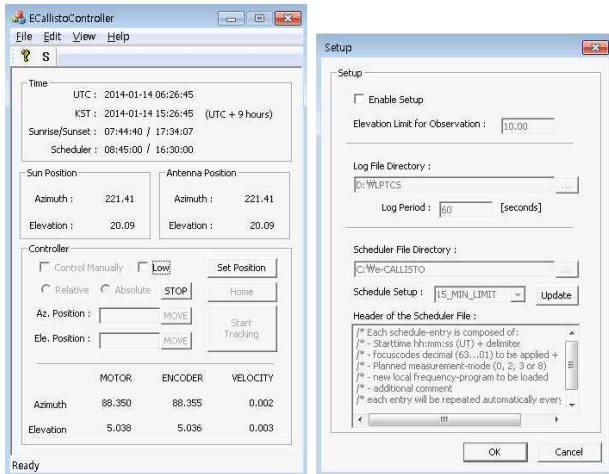 ECallistoController
File Edit View Help
? S
Time
UTC : 2014-01-14 06:26:45
KST : 2014-01-14 15:26:45 (UTC + 9 hours)
Sunrise/Sunset : 07:44:40 / 17:34:07
Scheduler : 08:45:00 / 16:30:00
Sun Position
Azimuth : 221.41
Elevation : 20.09
Antenna Position
Azimuth : 221.41
Elevation : 20.09
Controller
Control Manually Low Set Position
Relative Absolute STOP Home
Az. Position : MOVE Start Tracking
Ele. Position : MOVE
MOTOR ENCODER VELOCITY
Azimuth 88.350 88.355 0.002
Elevation 5.038 5.036 0.003
Ready
Setup
Setup
Enable Setup
Elevation Limit for Observation : 10.00
Log File Directory :
D:₩LPTCS ...
Log Period : 60 [seconds]
Scheduler File Directory :
C:₩e-CALLISTO ...
Schedule Setup : 15_MIN_LIMIT Update
Header of the Scheduler File :
/* Each schedule-entry is composed of:
/* - Starttime hh:mm:ss (UT) + delimiter
/* - focuscodes decimal (63...01) to be applied +
/* - Planned measurement-mode (0, 2, 3 or 8)
/* - new local frequency-program to be loaded
/* - additional comment
/* each entry will be repeated automatically every
OK Cancel